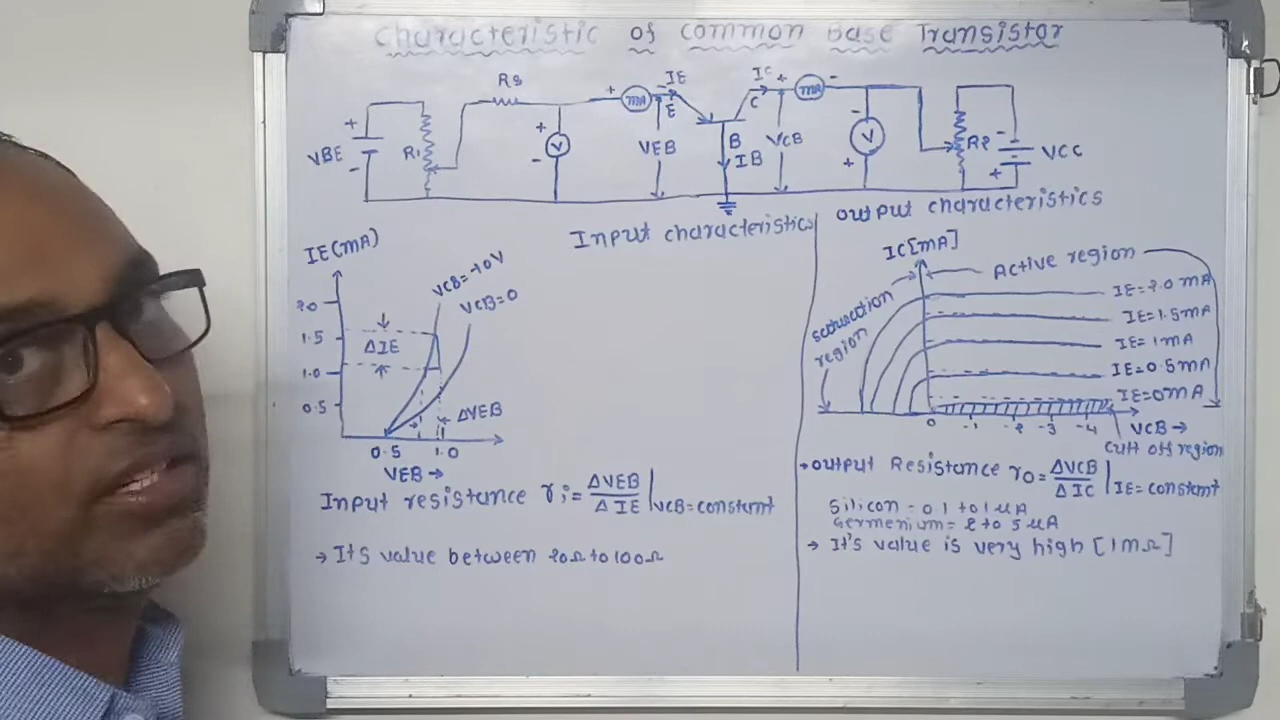 Characteristic of common Base Transistor
+ VBE -
R1
Rs
+ V -
+ mA -
IE
E
VEB
B
IB
IC
C
VCB
+ mA -
- V +
R2
- VCC +
Input characteristics
output characteristics
IE(mA)
2.0
1.5
1.0
0.5
ΔIE
VCB=-10V
VCB=0
ΔVEB
0.5 1.0
VEB →
Input resistance ri = ΔVEB / ΔIE | VCB=constant
→ It's value between 20Ω to 100Ω
IC[mA]
Active region
saturation region
IE=2.0 mA
IE=1.5mA
IE=1mA
IE=0.5mA
IE=0mA
0 -1 -2 -3 -4 VCB →
Cutt off region
→ output Resistance ro = ΔVCB / ΔIC | IE=constant
Silicon = 0.1 to 1 μA
Germenium = 2 to 5 μA
→ It's value is very high [1mΩ]